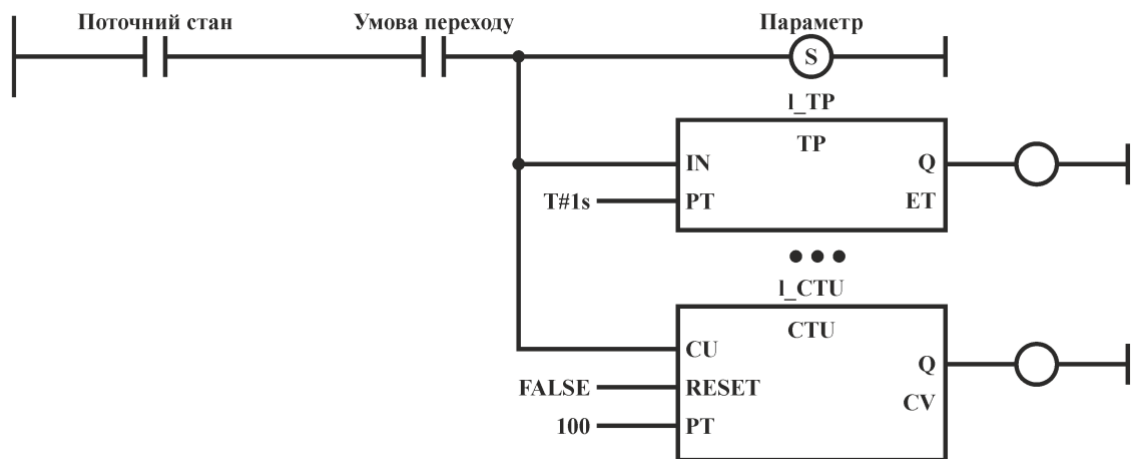 Поточний стан Умова переходу Параметр
S
I_TP
TP
IN Q
T#1s PT ET
I_CTU
CTU
CU Q
FALSE RESET CV
100 PT